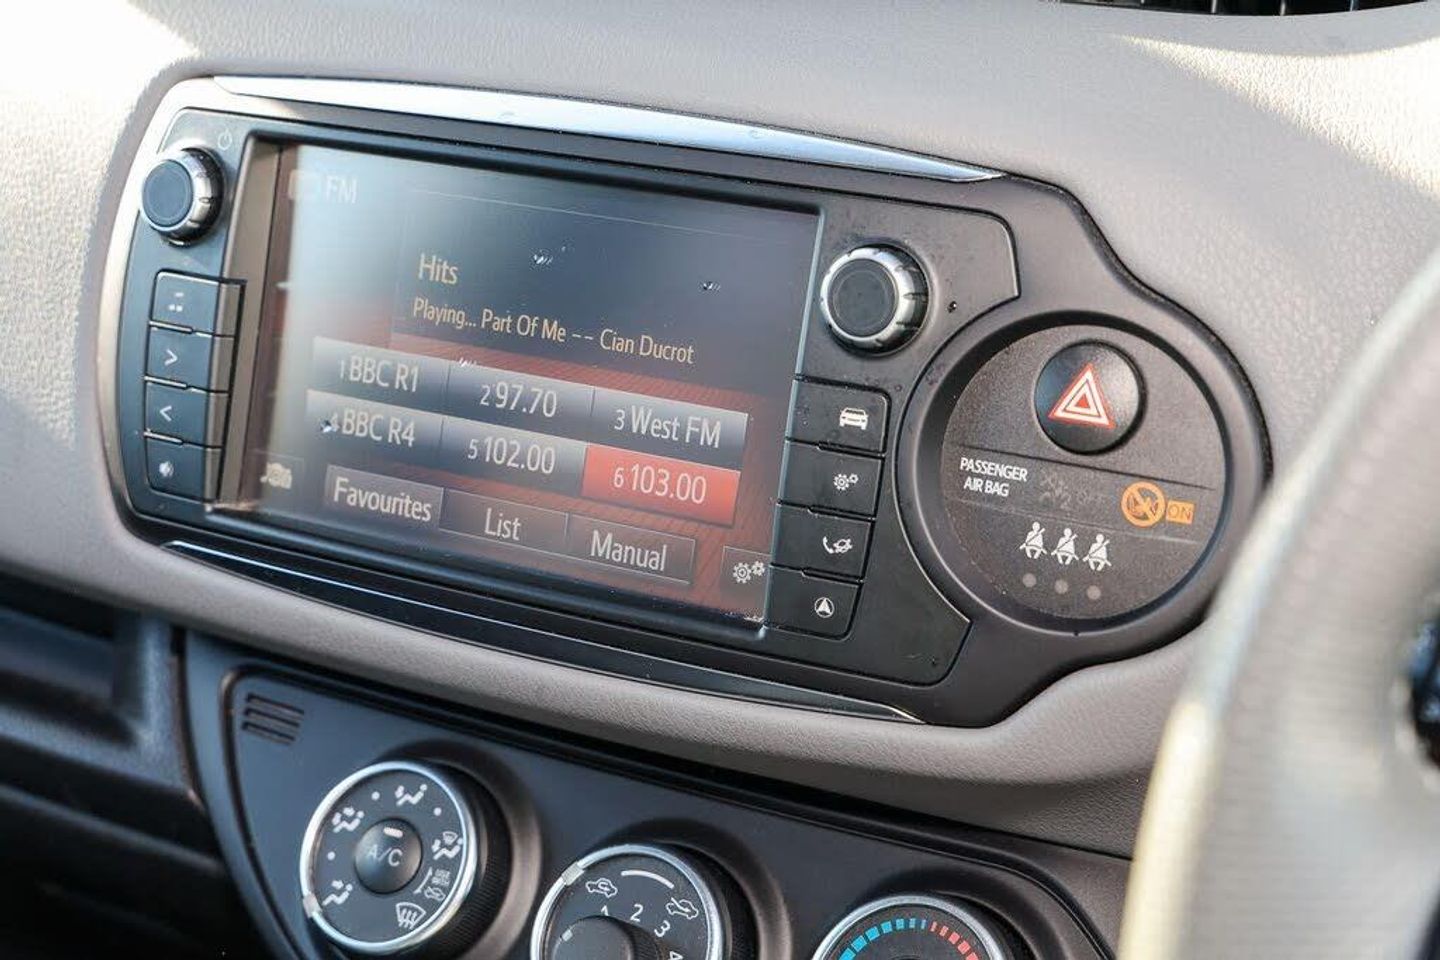 FM
Hits
Playing... Part Of Me -- Cian Ducrot
1 BBC R1
2 97.70
3 West FM
4 BBC R4
5 102.00
6 103.00
Favourites
List
Manual
PASSENGER
AIR BAG
ON
A/C
1
2
3
4